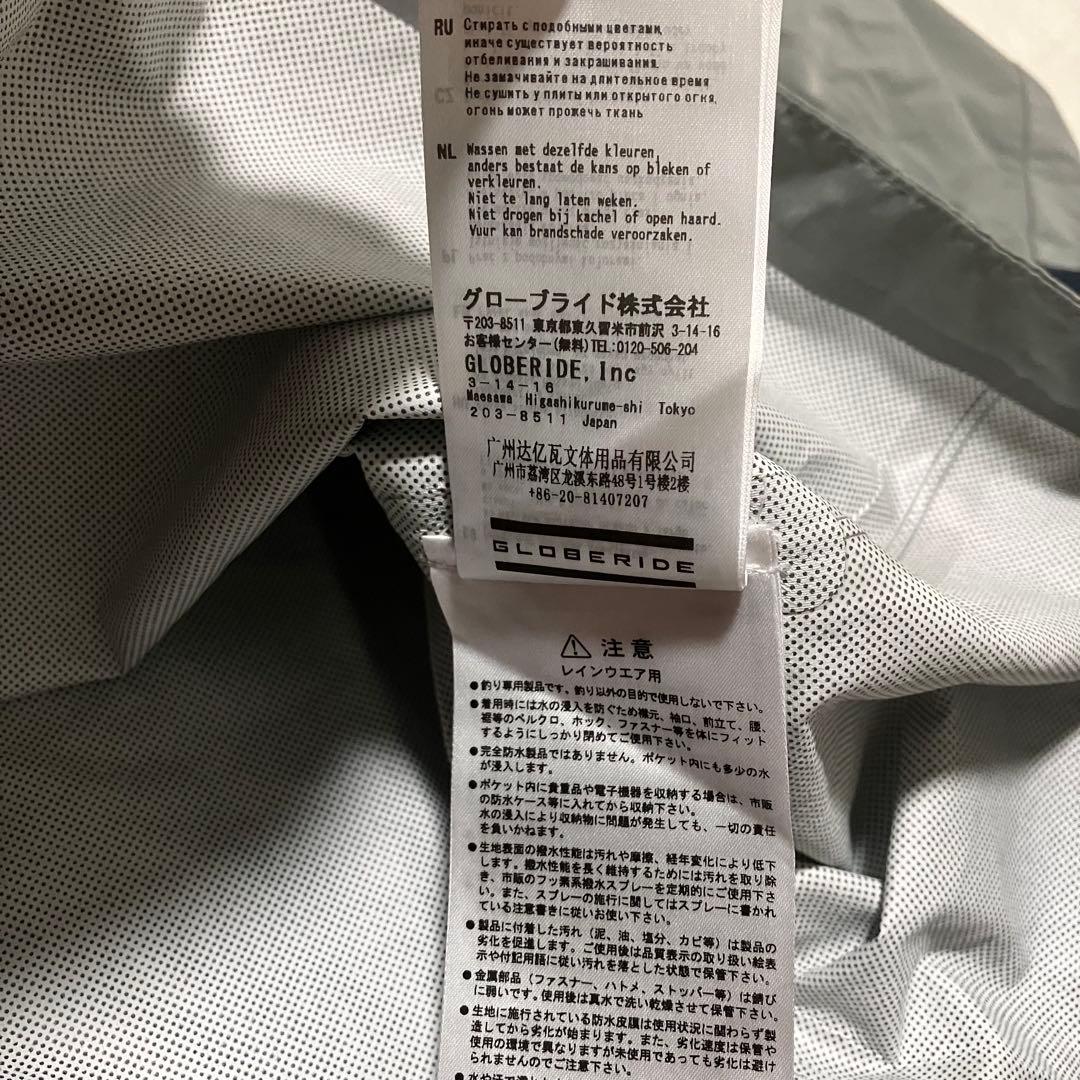 RU Стирать с подобными цветами,
иначе существует вероятность
отбеливания и закрашивания.
Не замачивайте на длительное время
Не сушить у плиты или открытого огня,
огонь может прожечь ткань
NL Wassen met dezelfde kleuren,
anders bestaat de kans op bleken of
verkleuren.
Niet te lang laten weken.
Niet drogen bij kachel of open haard.
Vuur kan brandschade veroorzaken.
グローブライド株式会社
〒203-8511 東京都東久留米市前沢 3-14-16
お客様センター(無料)TEL:0120-506-204
GLOBERIDE, Inc
3-14-16
Maesawa Higashikurume-shi Tokyo
203-8511 Japan
广州达亿瓦文体用品有限公司
广州市荔湾区龙溪东路48号1号楼2楼
+86-20-81407207
GLOBERIDE
⚠ 注意
レインウエア用
●釣り専用製品です。釣り以外の目的で使用しないで下さい。
●着用時には水の浸入を防ぐため襟元、袖口、前立て、腰、
裾等のベルクロ、ホック、ファスナー等を体にフィット
するようにしっかり閉めてご使用下さい。
●完全防水製品ではありません。ポケット内にも多少の水
が浸入します。
●ポケット内に貴重品や電子機器を収納する場合は、市販
の防水ケース等に入れてから収納下さい。
水の浸入により収納物に問題が発生しても、一切の責任
を負いかねます。
●生地表面の撥水性能は汚れや摩擦、経年変化により低下
します。撥水性能を長く維持するためには汚れを取り除
き、市販のフッ素系撥水スプレーを定期的にご使用下さ
い。また、スプレーの施行に関してはスプレーに書かれ
ている注意書きに従いお使い下さい。
●製品に付着した汚れ（泥、油、塩分、カビ等）は製品の
劣化を促進します。ご使用後は品質表示の取り扱い絵表
示や付記用語に従い汚れを落とした状態で保管下さい。
●金属部品（ファスナー、ハトメ、ストッパー等）は錆び
に弱いです。使用後は真水で洗い乾燥させて保管下さい。
●生地に施行されている防水皮膜は使用状況に関わらず製
造してから劣化が始まります。また、劣化速度は保管や
使用の環境で異なりますが未使用であっても劣化は避け
られませんのでご注意下さい。